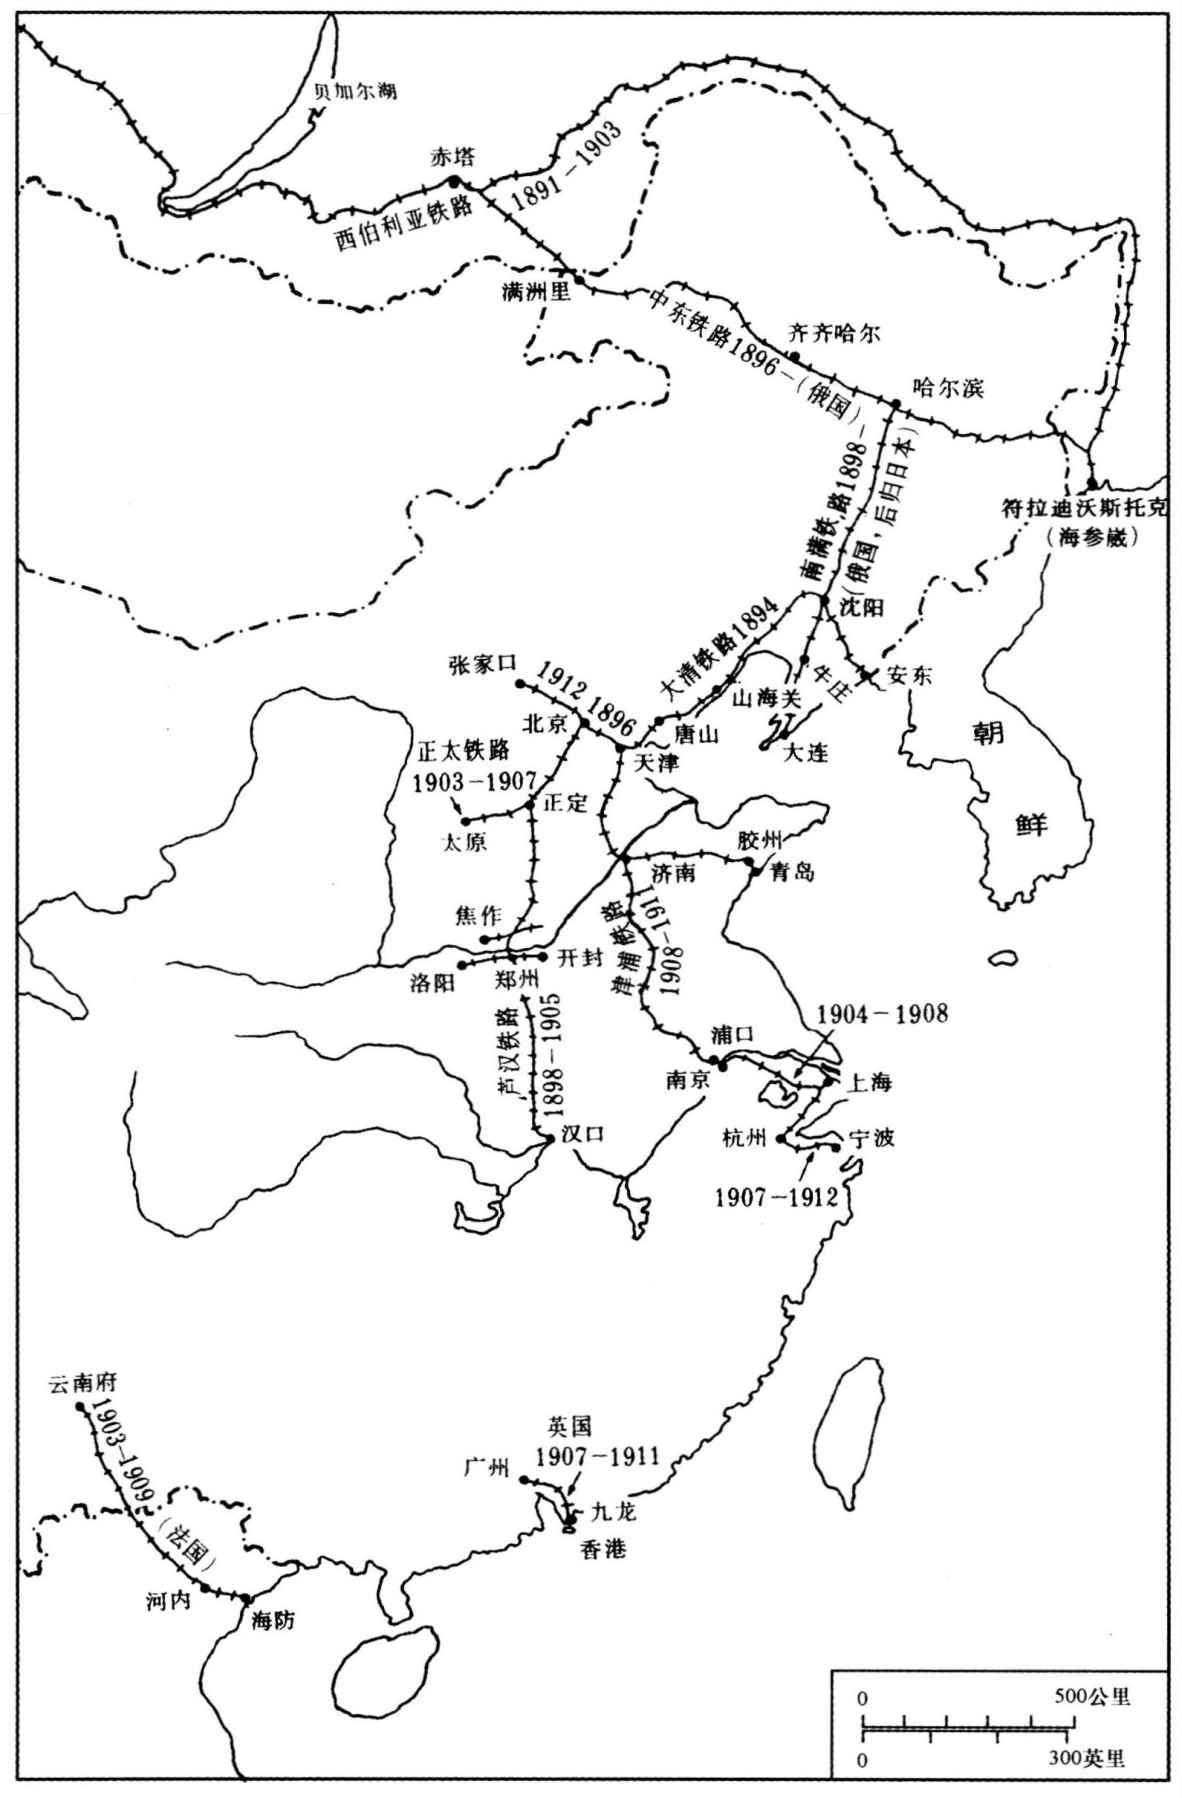 贝加尔湖
赤塔
1891－1903
西伯利亚铁路
满洲里
中东铁路1896－(俄国)
齐齐哈尔
哈尔滨
南满铁路1898－
(俄国，后归日本)
符拉迪沃斯托克
(海参崴)
沈阳
大清铁路1894
张家口
1912
1896
山海关
牛庄
安东
北京
唐山
天津
大连
朝
鲜
正太铁路
1903－1907
正定
太原
胶州
济南
青岛
焦作
津浦铁路
1908-1911
开封
洛阳
郑州
芦汉铁路
1898－1905
1904－1908
浦口
南京
上海
汉口
杭州
宁波
1907－1912
云南府
1903－1909
(法国)
英国
1907－1911
广州
九龙
香港
河内
海防
0
500公里
0
300英里